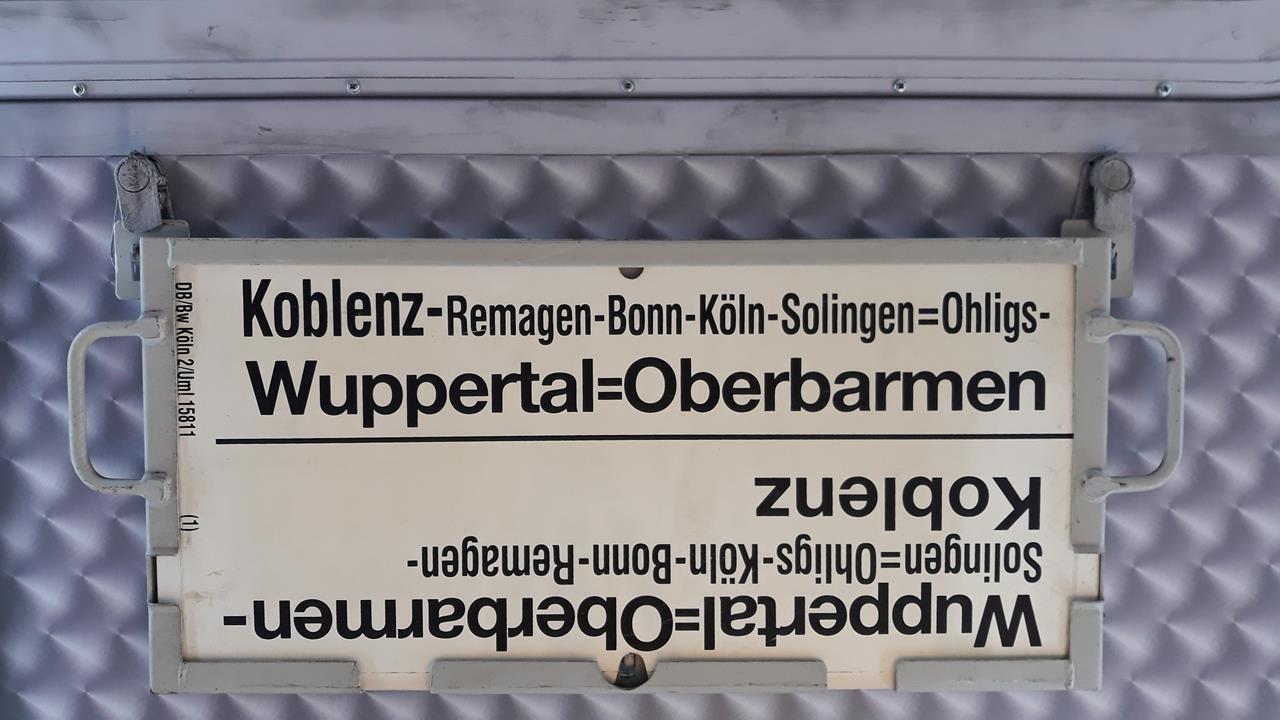 Koblenz-Remagen-Bonn-Köln-Solingen=Ohligs-
Wuppertal=Oberbarmen
Wuppertal=Oberbarmen-
Solingen=Ohligs-Köln-Bonn-Remagen-
Koblenz
DB/Bw Köln 2/Uml 15811
(1)